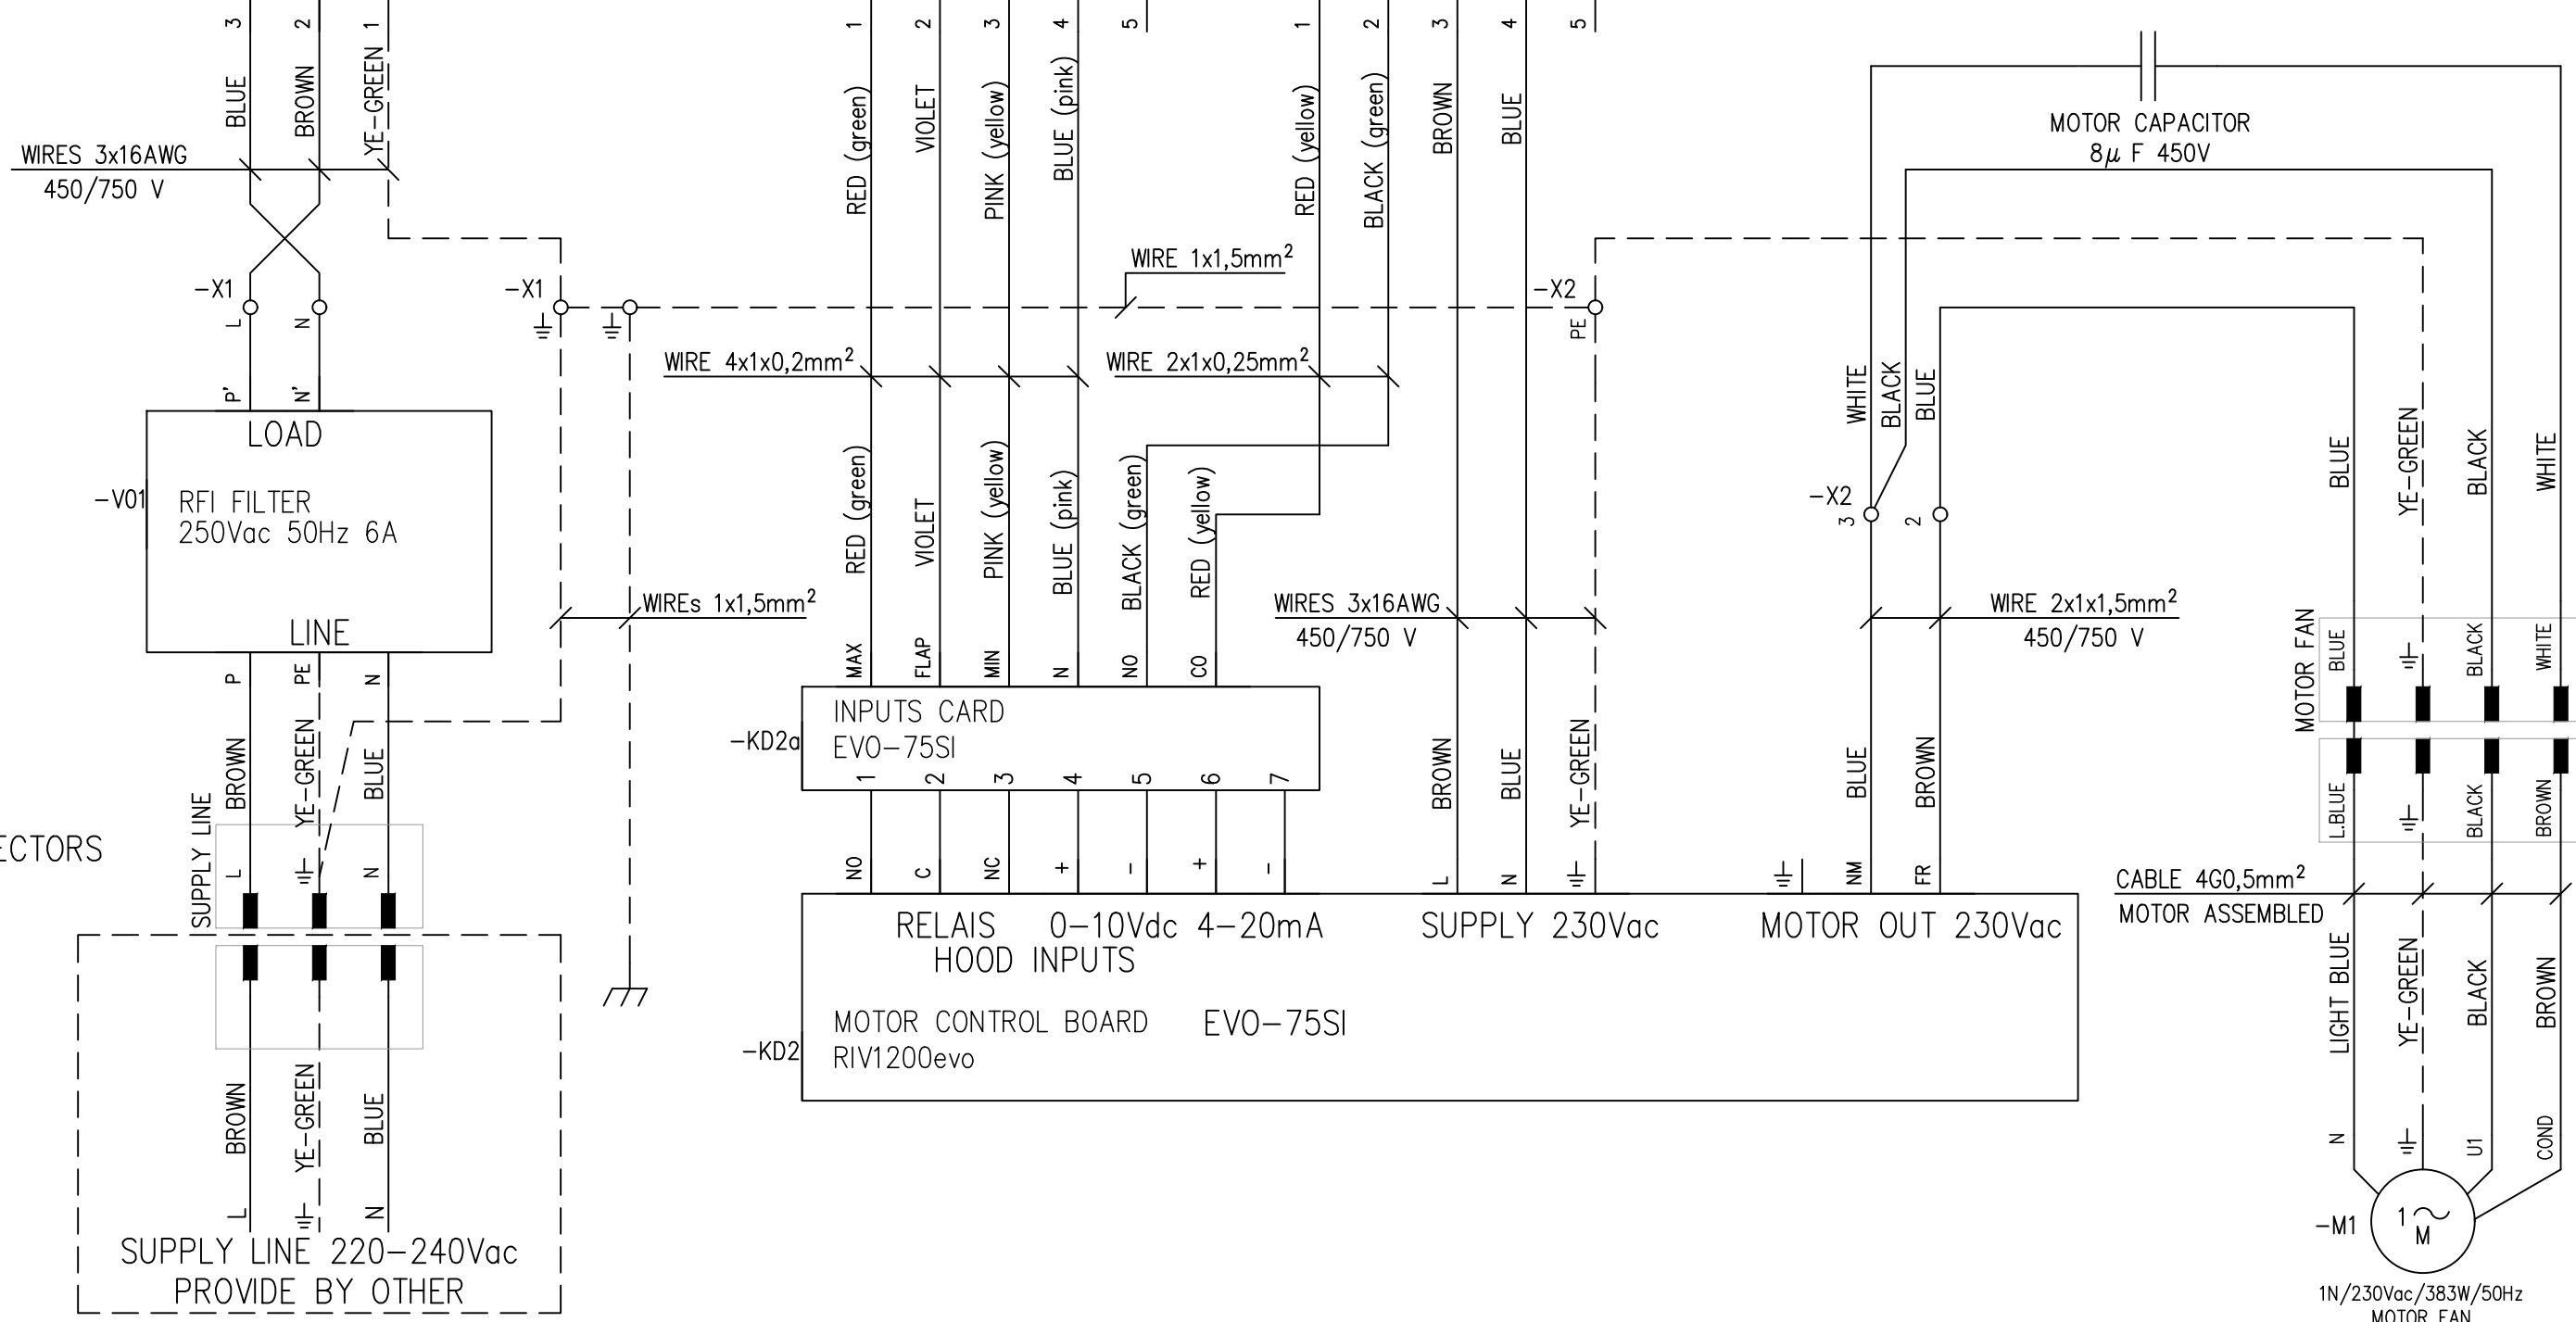 3
2
1
1
2
3
4
5
1
2
3
4
5
BLUE
BROWN
YE-GREEN
RED (green)
VIOLET
PINK (yellow)
BLUE (pink)
RED (yellow)
BLACK (green)
BROWN
BLUE
MOTOR CAPACITOR
8μ F 450V
WIRES 3x16AWG
450/750 V
-X1
L
N
-X1
WIRE 1x1,5mm²
-X2
PE
WIRE 4x1x0,2mm²
WIRE 2x1x0,25mm²
WHITE
BLACK
BLUE
BLUE
YE-GREEN
BLACK
WHITE
P'
N'
LOAD
-V01
RFI FILTER
250Vac 50Hz 6A
LINE
RED (green)
VIOLET
PINK (yellow)
BLUE (pink)
BLACK (green)
RED (yellow)
-X2
3
2
WIREs 1x1,5mm²
WIRES 3x16AWG
450/750 V
WIRE 2x1x1,5mm²
450/750 V
P
PE
N
MAX
FLAP
MIN
N
NO
CO
MOTOR FAN
BLUE
BLACK
WHITE
-KD2a
INPUTS CARD
EVO-75SI
1
2
3
4
5
6
7
BROWN
YE-GREEN
BLUE
BROWN
BLUE
YE-GREEN
BLUE
BROWN
L.BLUE
BLACK
BROWN
ECTORS
SUPPLY LINE
L
N
NO
C
NC
+
-
+
-
L
N
NM
FR
CABLE 4G0,5mm²
MOTOR ASSEMBLED
RELAIS
0-10Vdc
4-20mA
HOOD INPUTS
SUPPLY 230Vac
MOTOR OUT 230Vac
-KD2
MOTOR CONTROL BOARD
EVO-75SI
RIV1200evo
LIGHT BLUE
YE-GREEN
BLACK
BROWN
BROWN
YE-GREEN
BLUE
L
N
N
U1
COND
SUPPLY LINE 220-240Vac
PROVIDE BY OTHER
-M1
1
M
1N/230Vac/383W/50Hz
MOTOR FAN